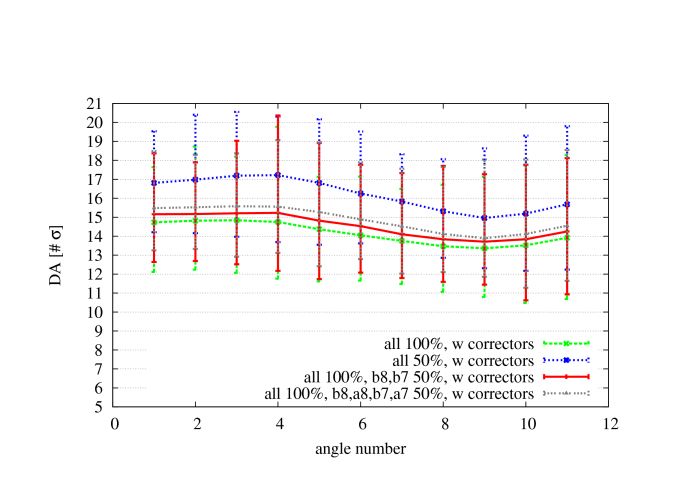 21
20
19
18
17
16
15
14
13
12
11
10
9
8
7
6
5
DA [# σ]
all 100%, w correctors
all 50%, w correctors
all 100%, b8,b7 50%, w correctors
all 100%, b8,a8,b7,a7 50%, w correctors
0 2 4 6 8 10 12
angle number